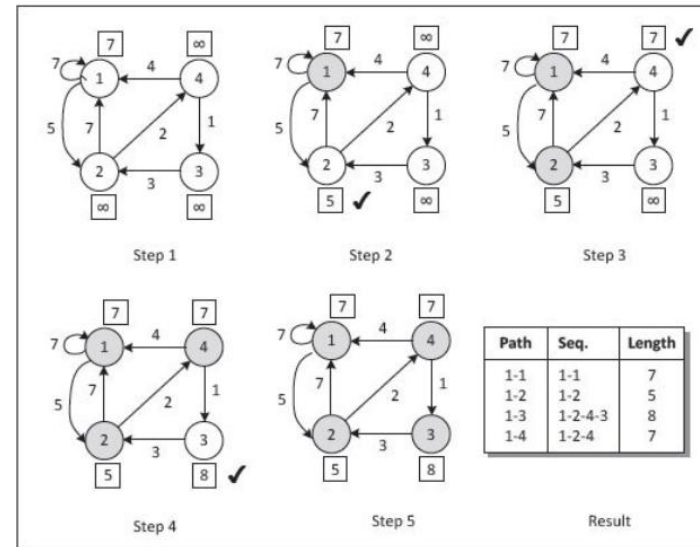 7 ∞
7 1 4 4
5 7 2 1
2 3 3
∞ ∞
Step 1
7 ∞
7 1 4 4
5 7 2 1
2 3 3
5 ✔ ∞
Step 2
7 7 ✔
7 1 4 4
5 7 2 1
2 3 3
5 ∞
Step 3
7 7
7 1 4 4
5 7 2 1
2 3 3
5 8 ✔
Step 4
7 7
7 1 4 4
5 7 2 1
2 3 3
5 8
Step 5
Path Seq. Length
1-1 1-1 7
1-2 1-2 5
1-3 1-2-4-3 8
1-4 1-2-4 7
Result